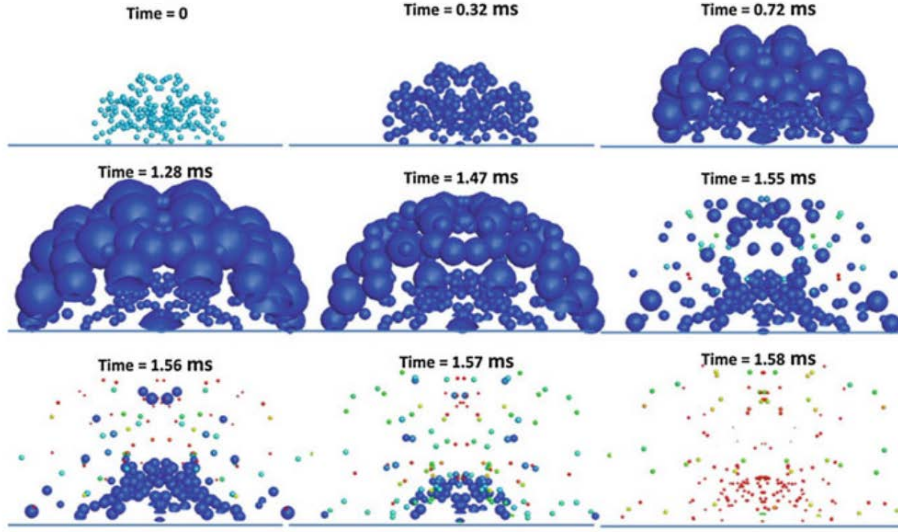 Time = 0
Time = 0.32 ms
Time = 0.72 ms
Time = 1.28 ms
Time = 1.47 ms
Time = 1.55 ms
Time = 1.56 ms
Time = 1.57 ms
Time = 1.58 ms